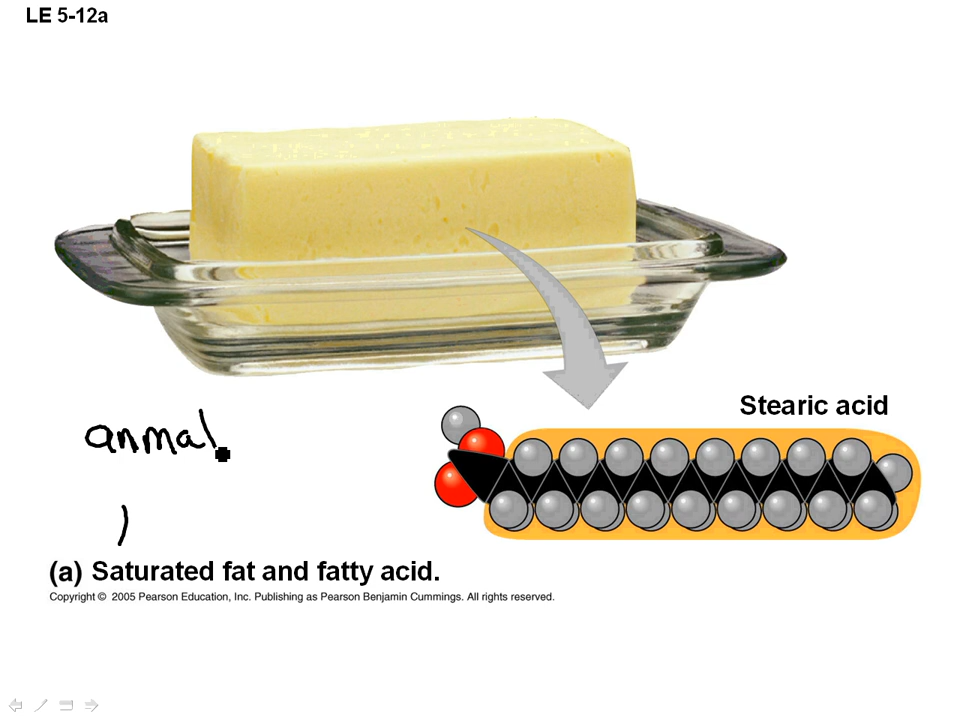 LE 5-12a
Stearic acid
anmal
(a) Saturated fat and fatty acid.
Copyright © 2005 Pearson Education, Inc. Publishing as Pearson Benjamin Cummings. All rights reserved.